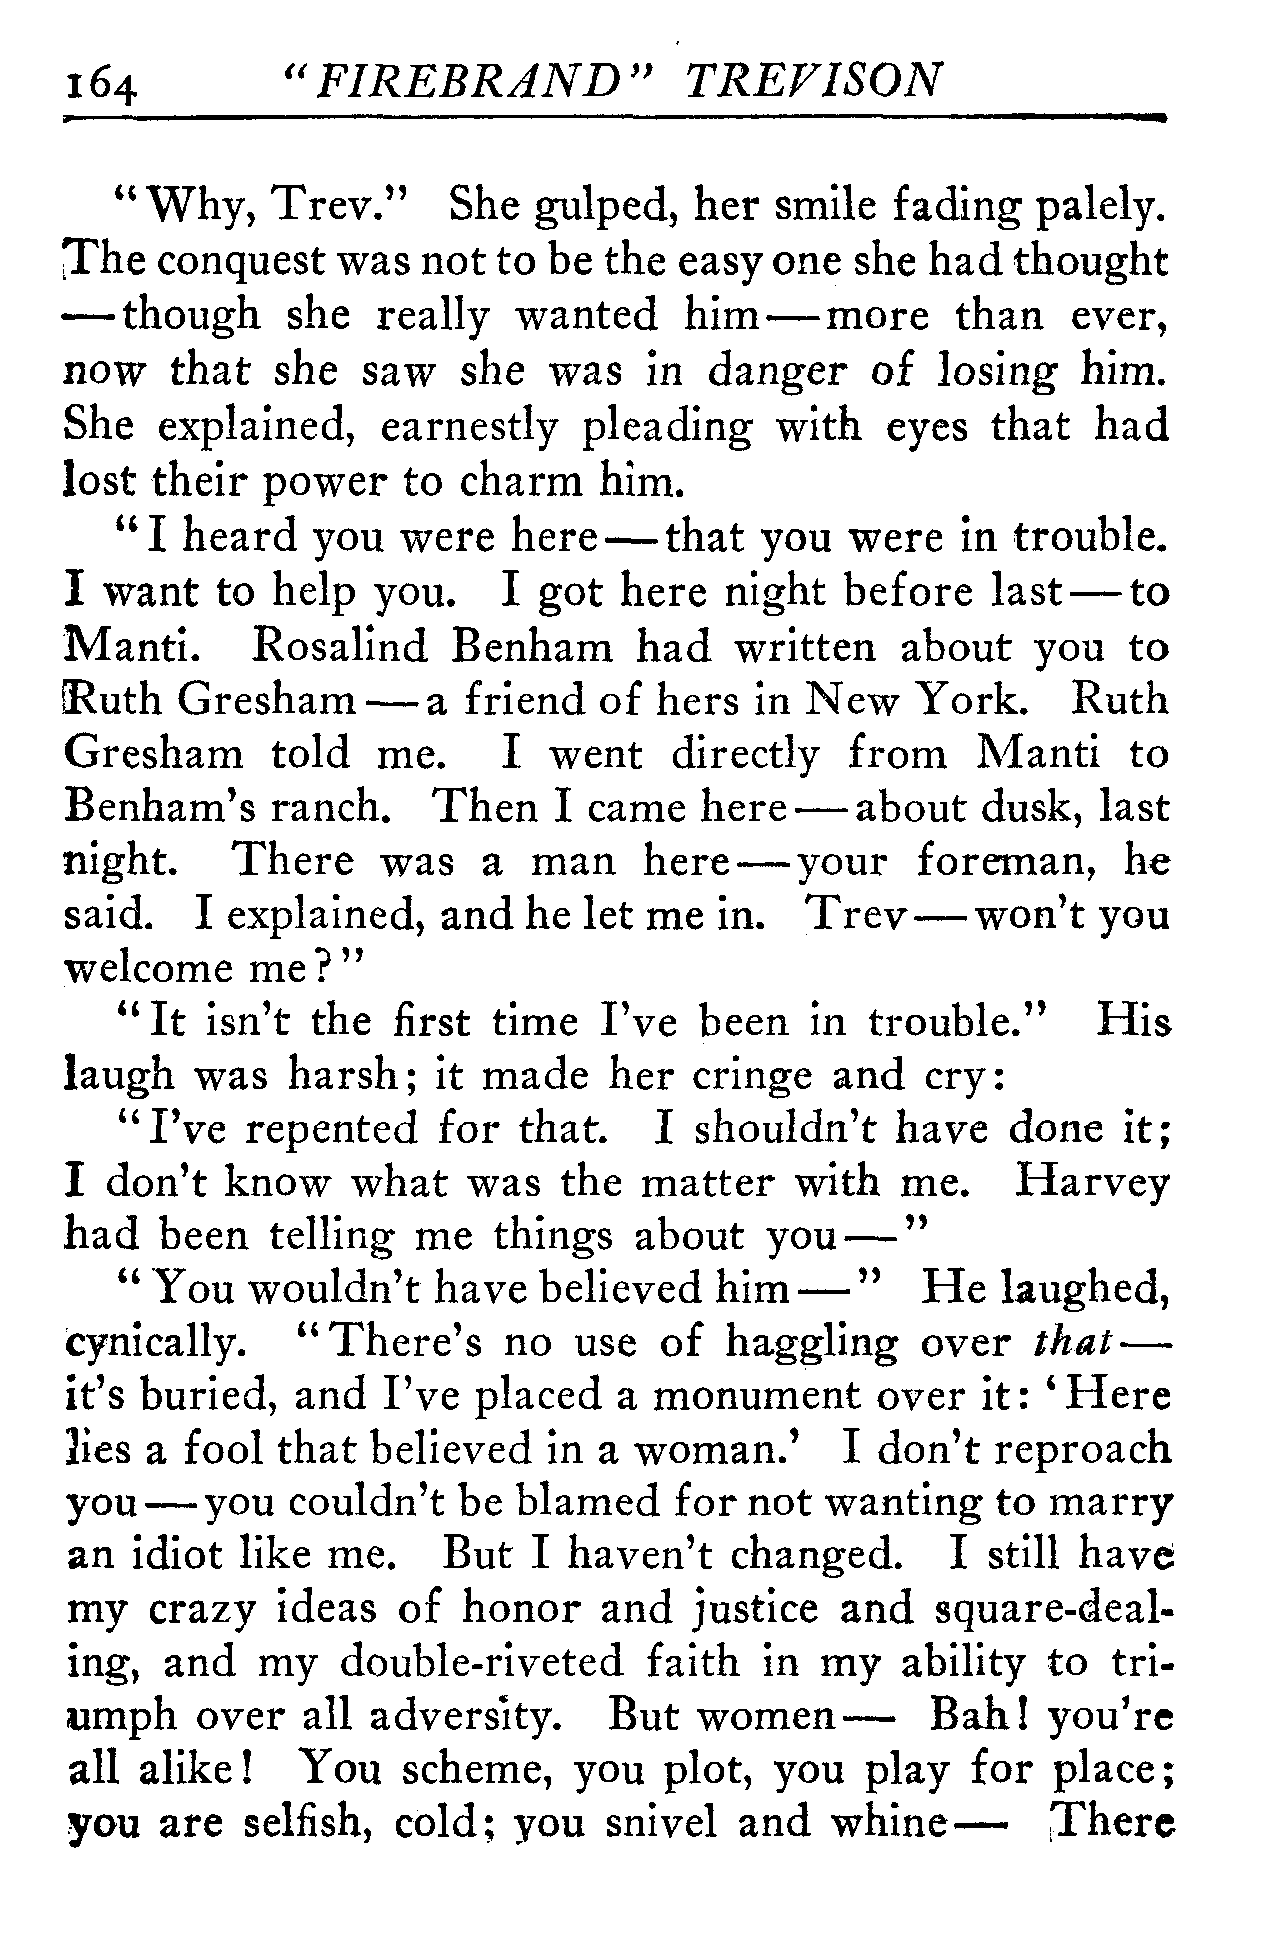 164 "FIREBRAND" TREVISON
"Why, Trev." She gulped, her smile fading palely.
The conquest was not to be the easy one she had thought
—though she really wanted him—more than ever,
now that she saw she was in danger of losing him.
She explained, earnestly pleading with eyes that had
lost their power to charm him.
"I heard you were here—that you were in trouble.
I want to help you. I got here night before last—to
Manti. Rosalind Benham had written about you to
Ruth Gresham—a friend of hers in New York. Ruth
Gresham told me. I went directly from Manti to
Benham's ranch. Then I came here—about dusk, last
night. There was a man here—your foreman, he
said. I explained, and he let me in. Trev—won't you
welcome me?"
"It isn't the first time I've been in trouble." His
laugh was harsh; it made her cringe and cry:
"I've repented for that. I shouldn't have done it;
I don't know what was the matter with me. Harvey
had been telling me things about you—"
"You wouldn't have believed him—" He laughed,
cynically. "There's no use of haggling over that—
it's buried, and I've placed a monument over it: 'Here
lies a fool that believed in a woman.' I don't reproach
you—you couldn't be blamed for not wanting to marry
an idiot like me. But I haven't changed. I still have
my crazy ideas of honor and justice and square-deal-
ing, and my double-riveted faith in my ability to tri-
umph over all adversity. But women— Bah! you're
all alike! You scheme, you plot, you play for place;
you are selfish, cold; you snivel and whine— There